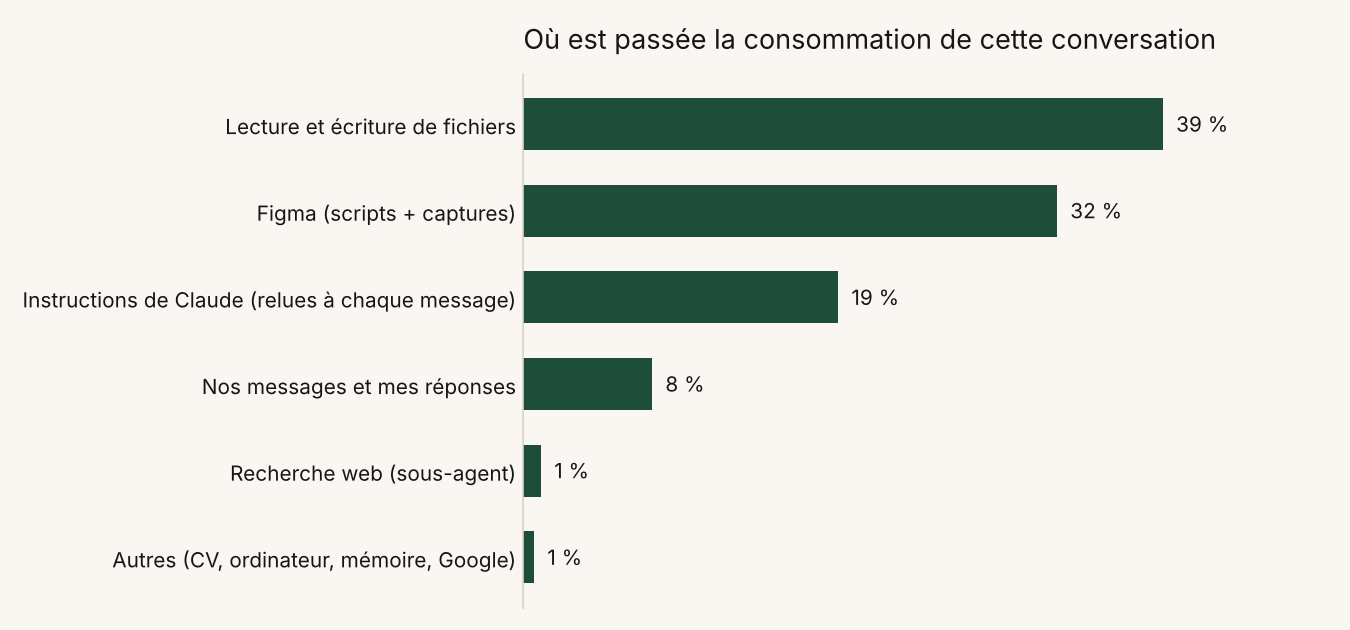 Où est passée la consommation de cette conversation
Lecture et écriture de fichiers 39 %
Figma (scripts + captures) 32 %
Instructions de Claude (relues à chaque message) 19 %
Nos messages et mes réponses 8 %
Recherche web (sous-agent) 1 %
Autres (CV, ordinateur, mémoire, Google) 1 %